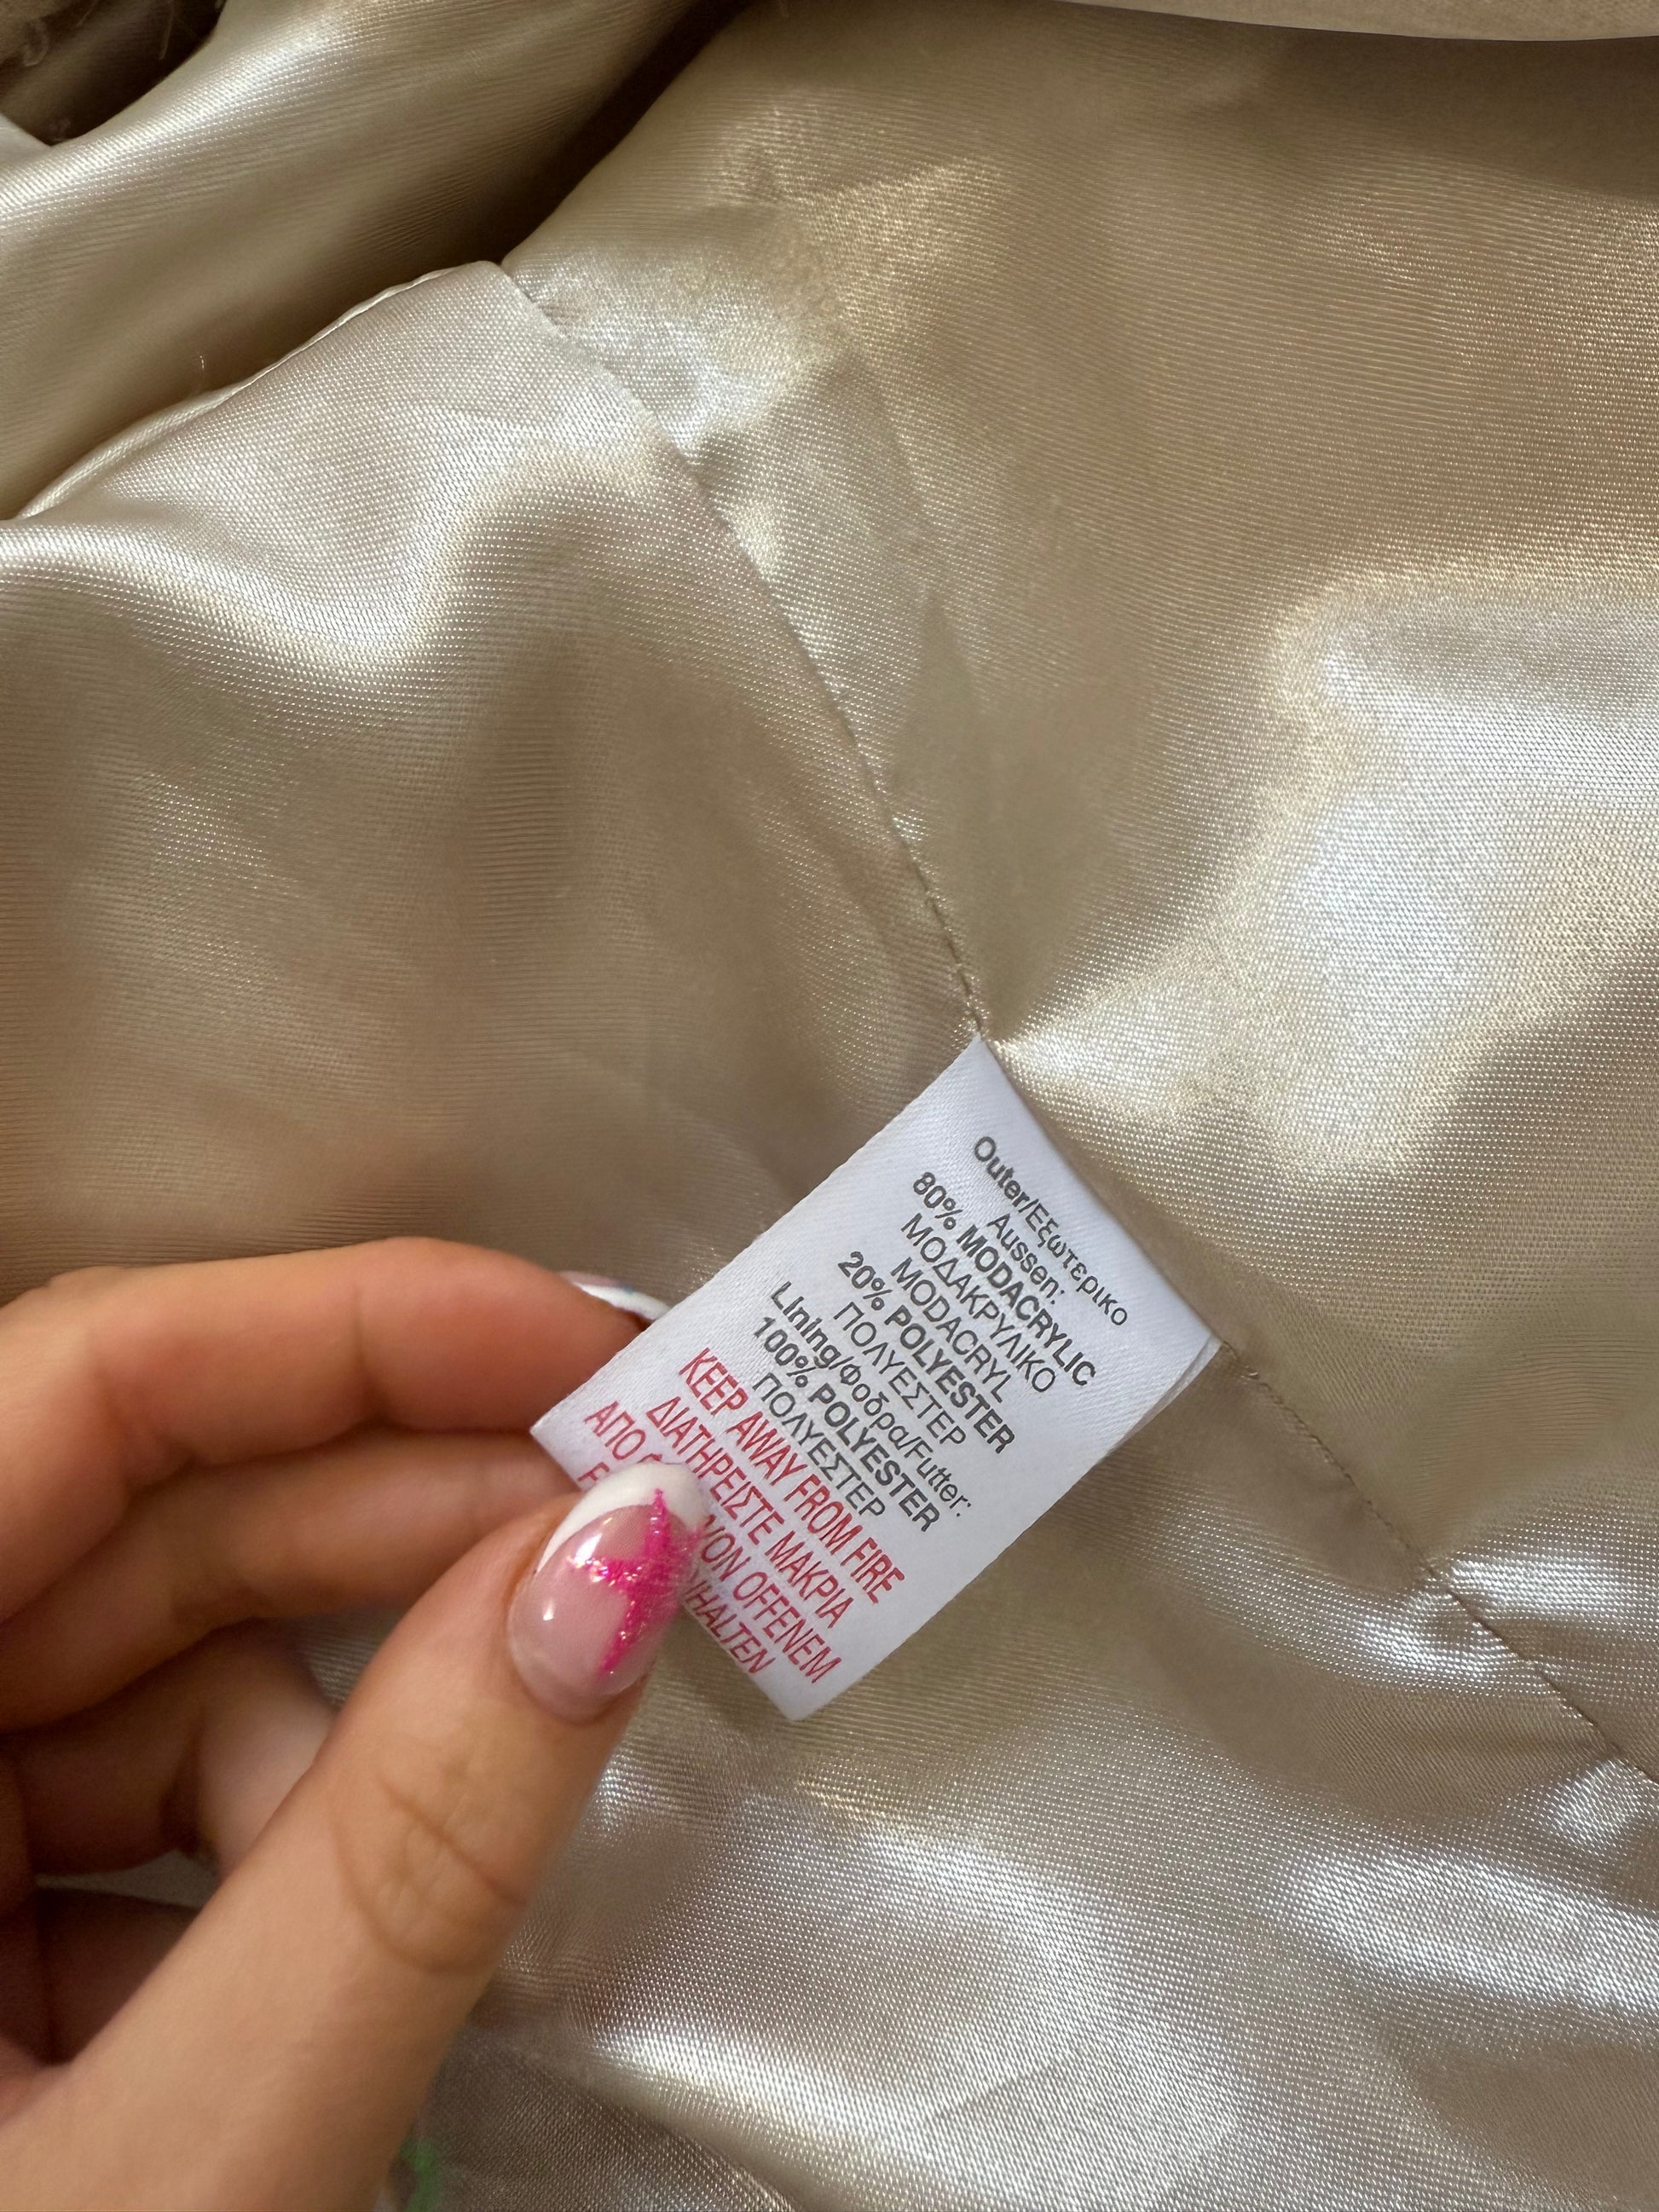 Outer/Εξωτερικο
Aussen:
80% MODACRYLIC
ΜΟΔΑΚΡΥΛΙΚΟ
MODACRYL
20% POLYESTER
ΠΟΛΥΕΣΤΕΡ
Lining/Φοδρα/Futter:
100% POLYESTER
ΠΟΛΥΕΣΤΕΡ
KEEP AWAY FROM FIRE
ΔΙΑΤΗΡΕΙΣΤΕ ΜΑΚΡΙΑ
ΑΠΟ
VON OFFENEM